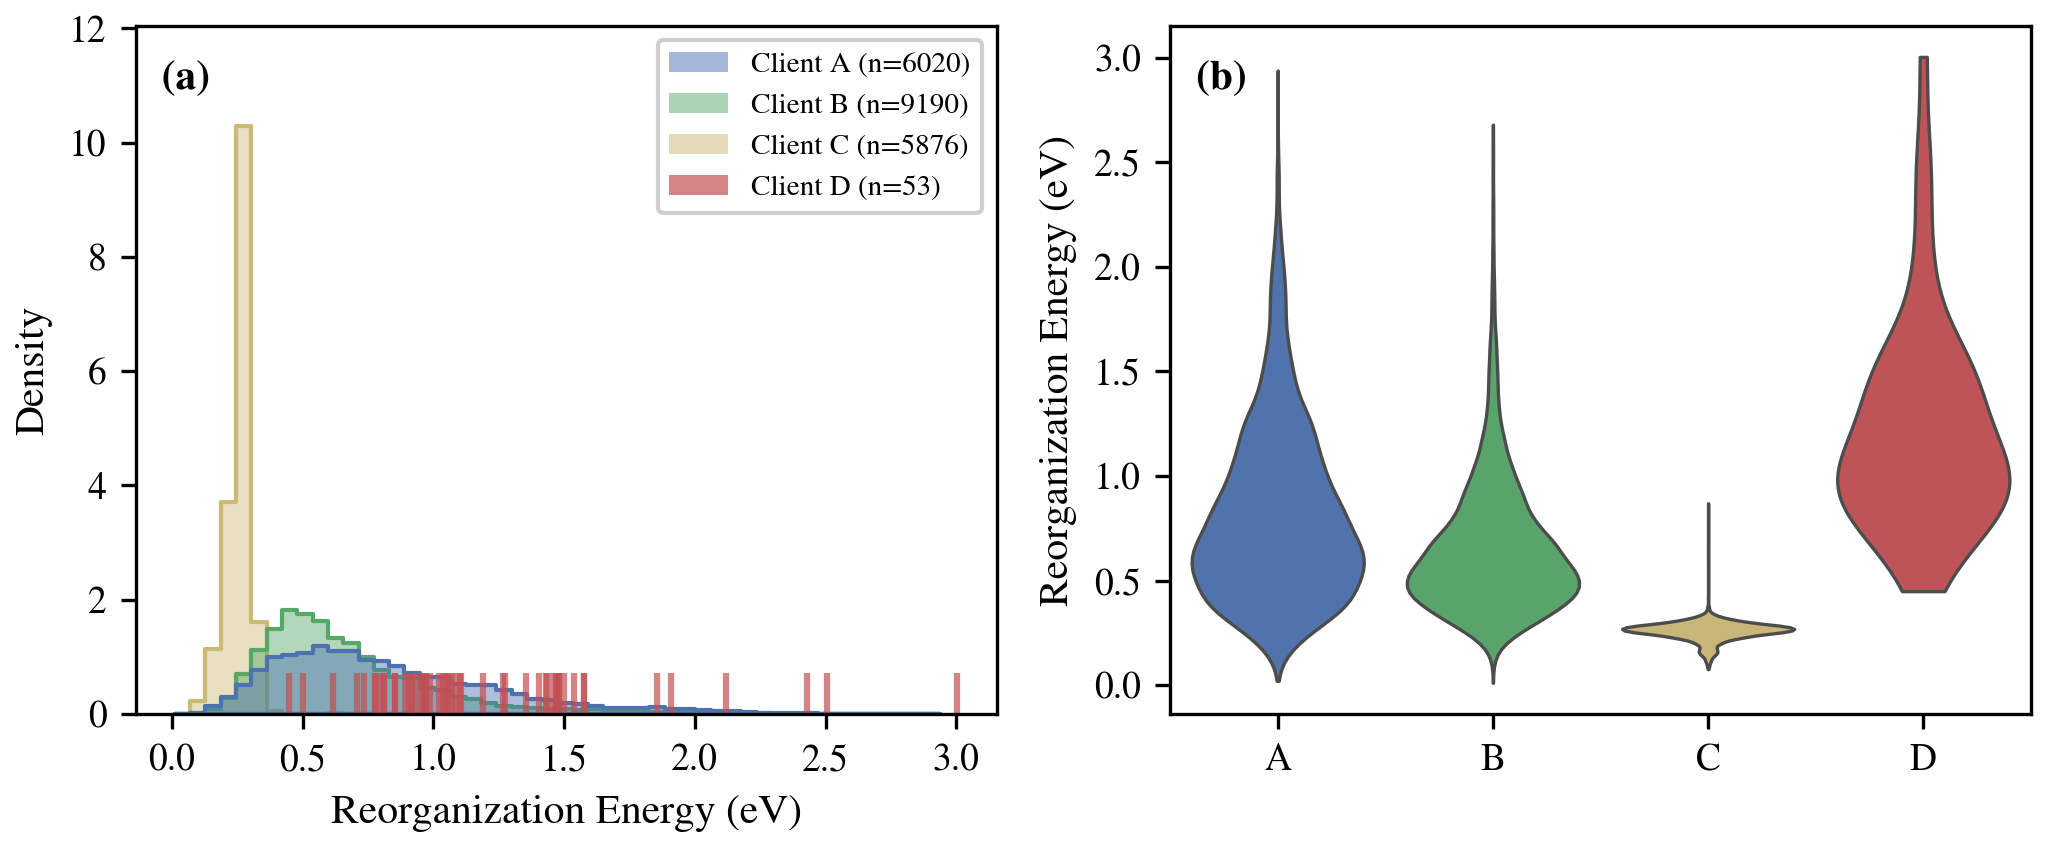 (a)
Client A (n=6020)
Client B (n=9190)
Client C (n=5876)
Client D (n=53)
Density
12
10
8
6
4
2
0
0.0 0.5 1.0 1.5 2.0 2.5 3.0
Reorganization Energy (eV)
(b)
Reorganization Energy (eV)
3.0
2.5
2.0
1.5
1.0
0.5
0.0
A B C D